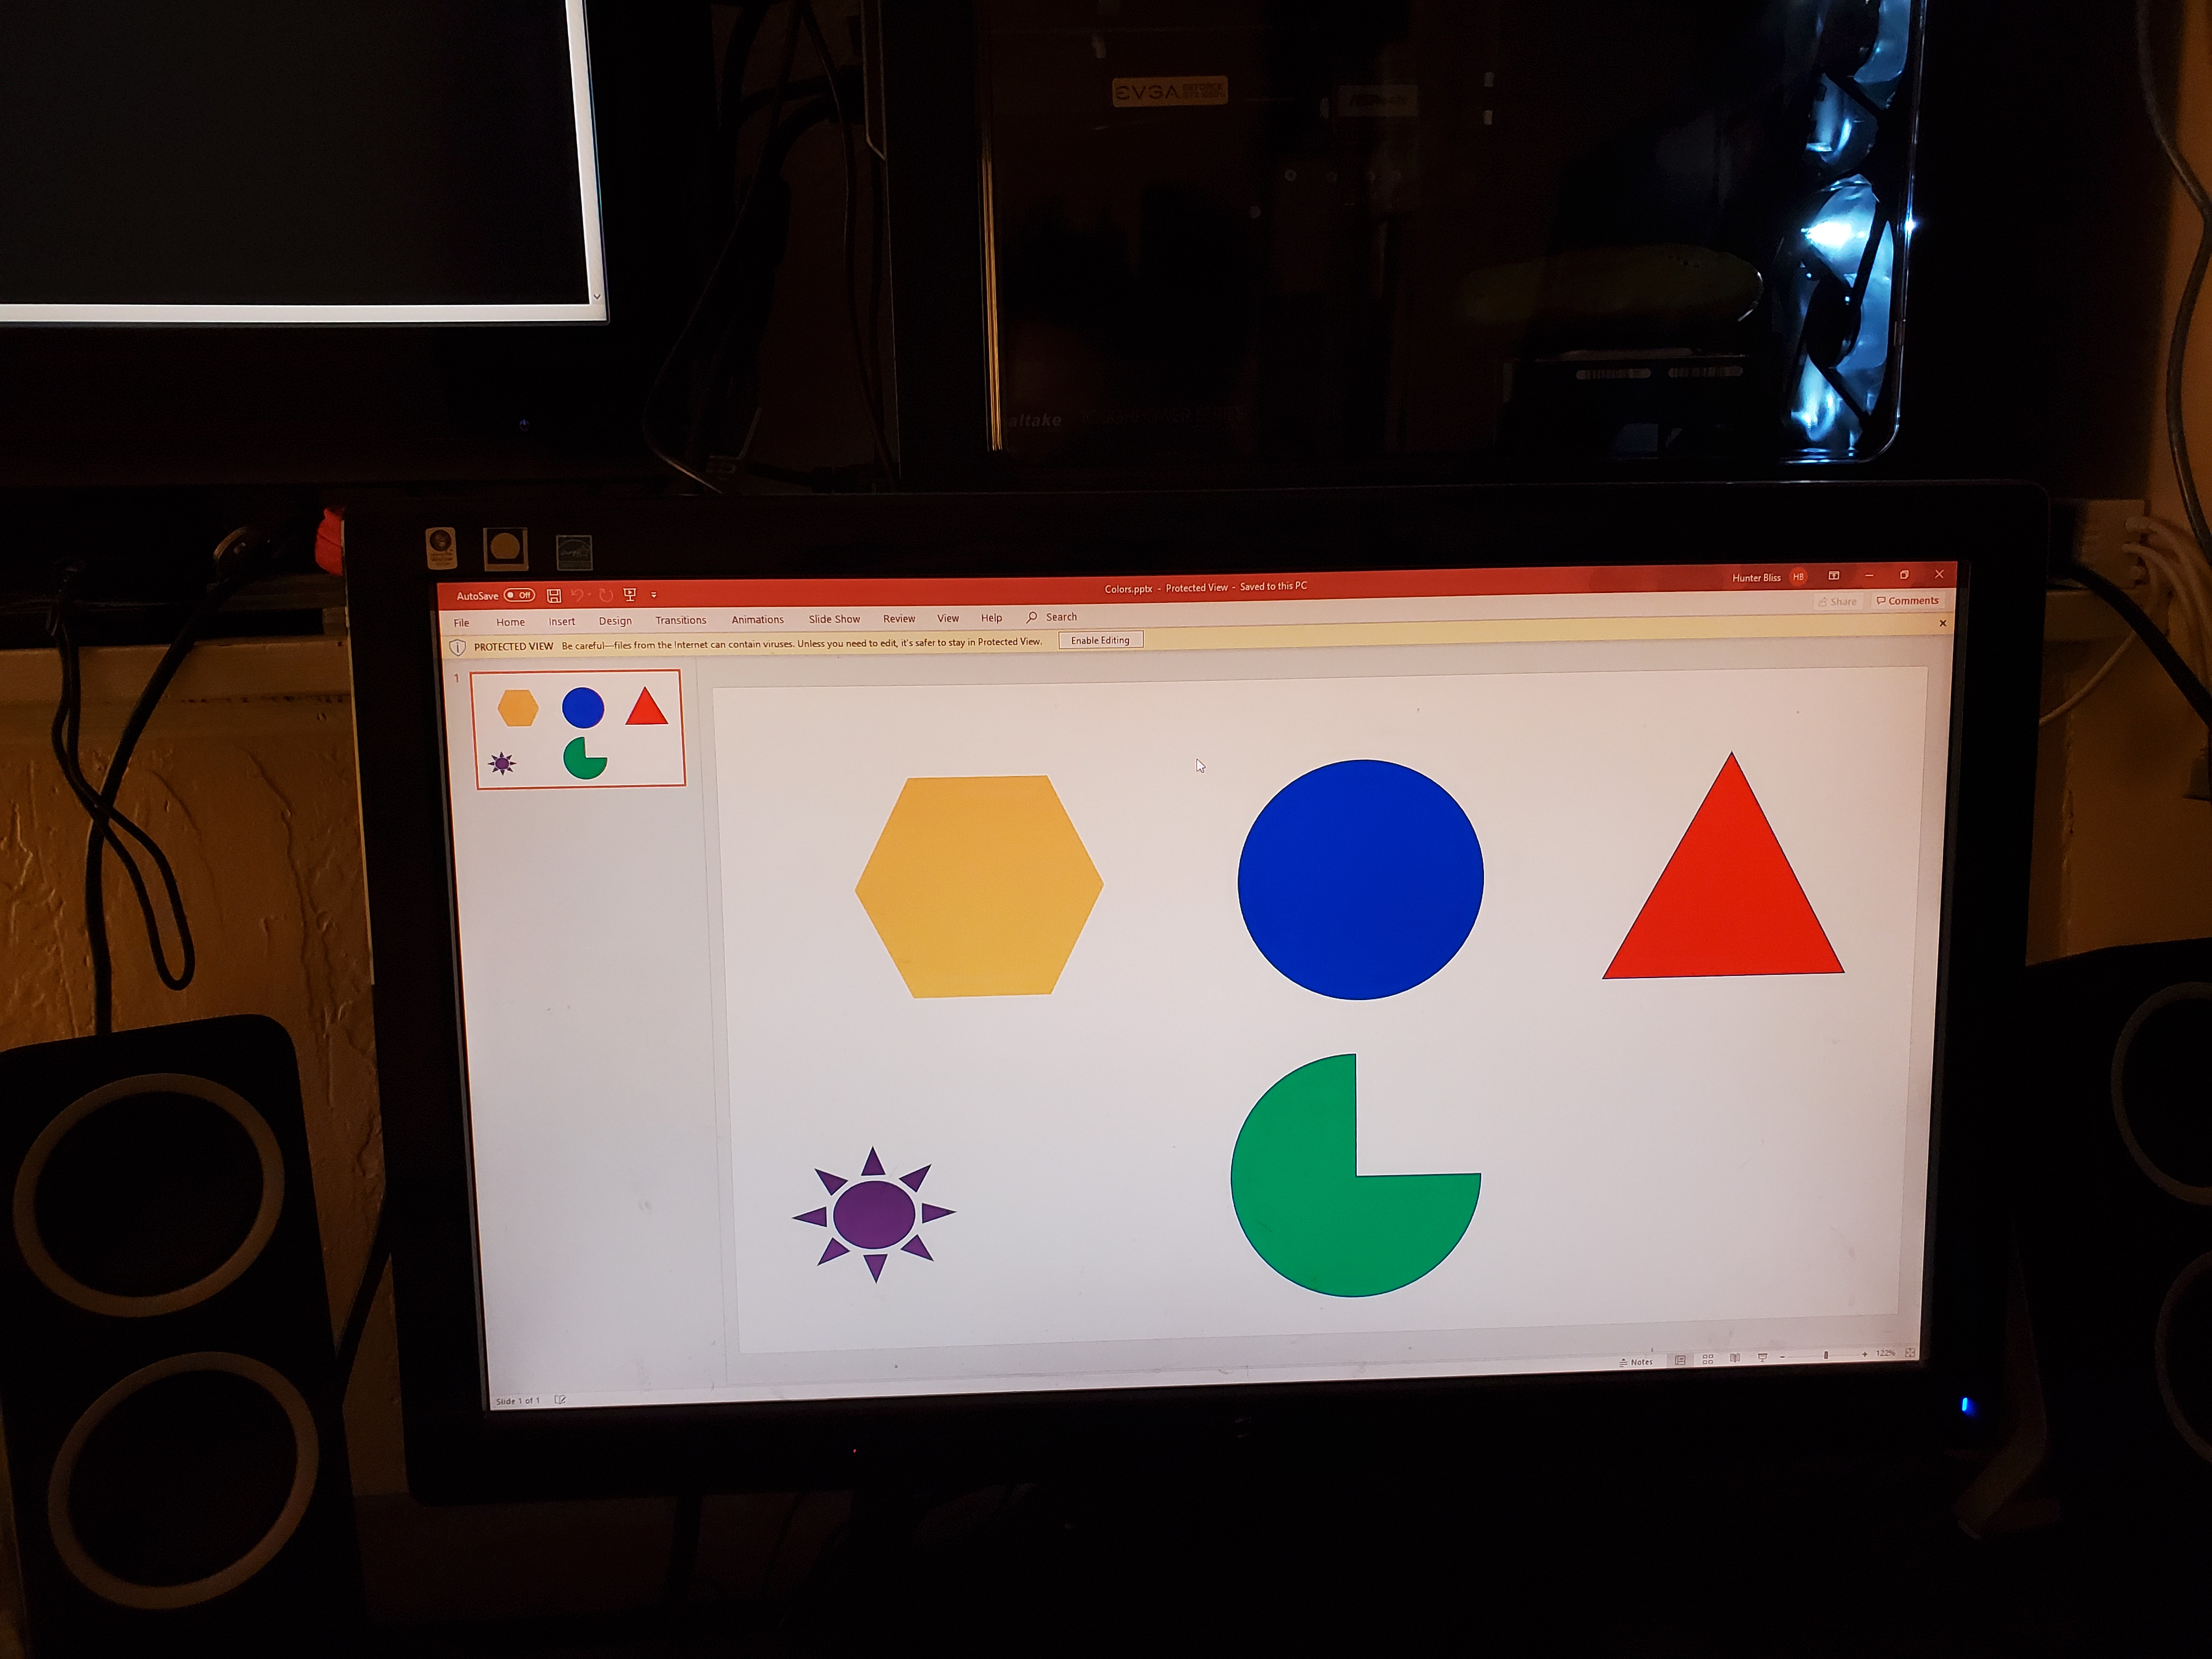 EVGA
altake
AutoSave Off
Colors.pptx - Protected View - Saved to this PC
Hunter Bliss HB
File Home Insert Design Transitions Animations Slide Show Review View Help Search
Share Comments
PROTECTED VIEW Be careful—files from the Internet can contain viruses. Unless you need to edit, it's safer to stay in Protected View. Enable Editing
1
Slide 1 of 1
Notes
122%